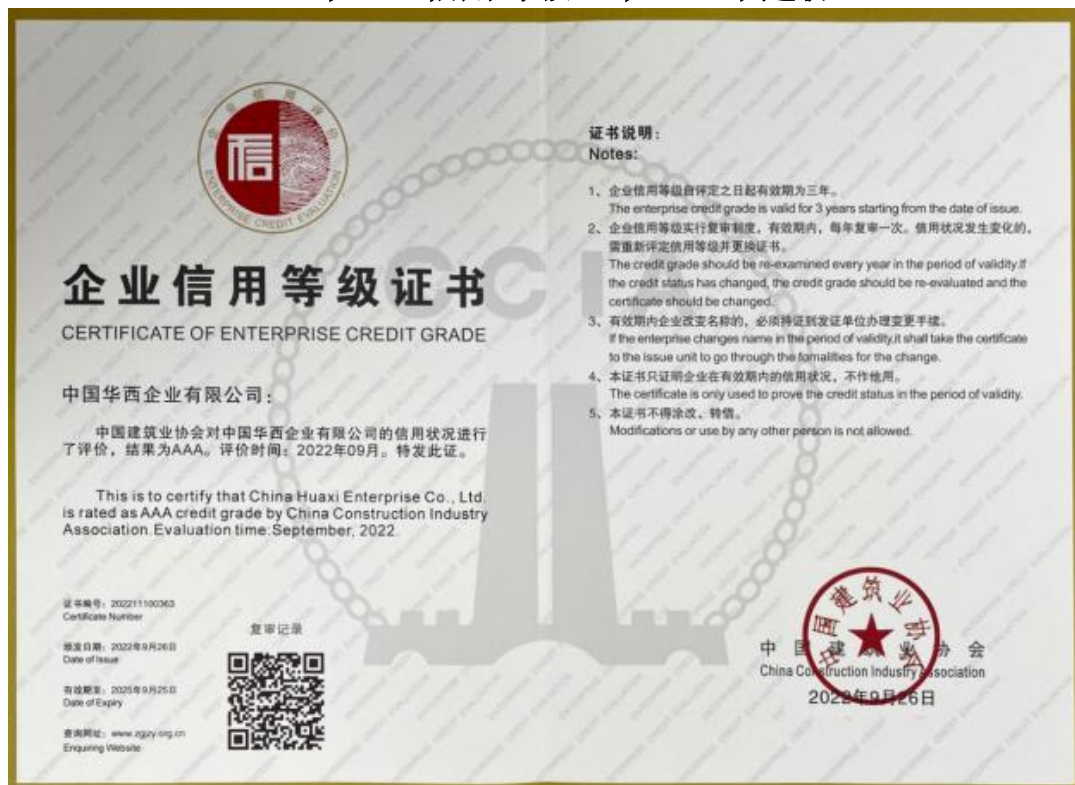 企业信用评价
信
ENTERPRISE CREDIT EVALUATION
企业信用等级证书
CERTIFICATE OF ENTERPRISE CREDIT GRADE
中国华西企业有限公司：
中国建筑业协会对中国华西企业有限公司的信用状况进行
了评价，结果为AAA。评价时间：2022年09月。特发此证。
This is to certify that China Huaxi Enterprise Co., Ltd.
is rated as AAA credit grade by China Construction Industry
Association.Evaluation time:September, 2022.
证书编号：202211100363
Certificate Number
颁发日期：2022年9月26日
Date of Issue
有效期至：2025年9月25日
Date of Expiry
查询网址：www.zgjzy.org.cn
Enquiring Website
复审记录
证书说明：
Notes:
1、企业信用等级自评定之日起有效期为三年。
The enterprise credit grade is valid for 3 years starting from the date of issue.
2、企业信用等级实行复审制度，有效期内，每年复审一次。信用状况发生变化的，
需重新评定信用等级并更换证书。
The credit grade should be re-examined every year in the period of validity.If
the credit status has changed, the credit grade should be re-evaluated and the
certificate should be changed.
3、有效期内企业改变名称的，必须持证到发证单位办理变更手续。
If the enterprise changes name in the period of validity,it shall take the certificate
to the issue unit to go through the fomalities for the change.
4、本证书只证明企业在有效期内的信用状况，不作他用。
The certificate is only used to prove the credit status in the period of validity.
5、本证书不得涂改、转借。
Modifications or use by any other person is not allowed.
CCI
中国建筑业协会
中国建筑业协会
China Construction Industry Association
2022年9月26日